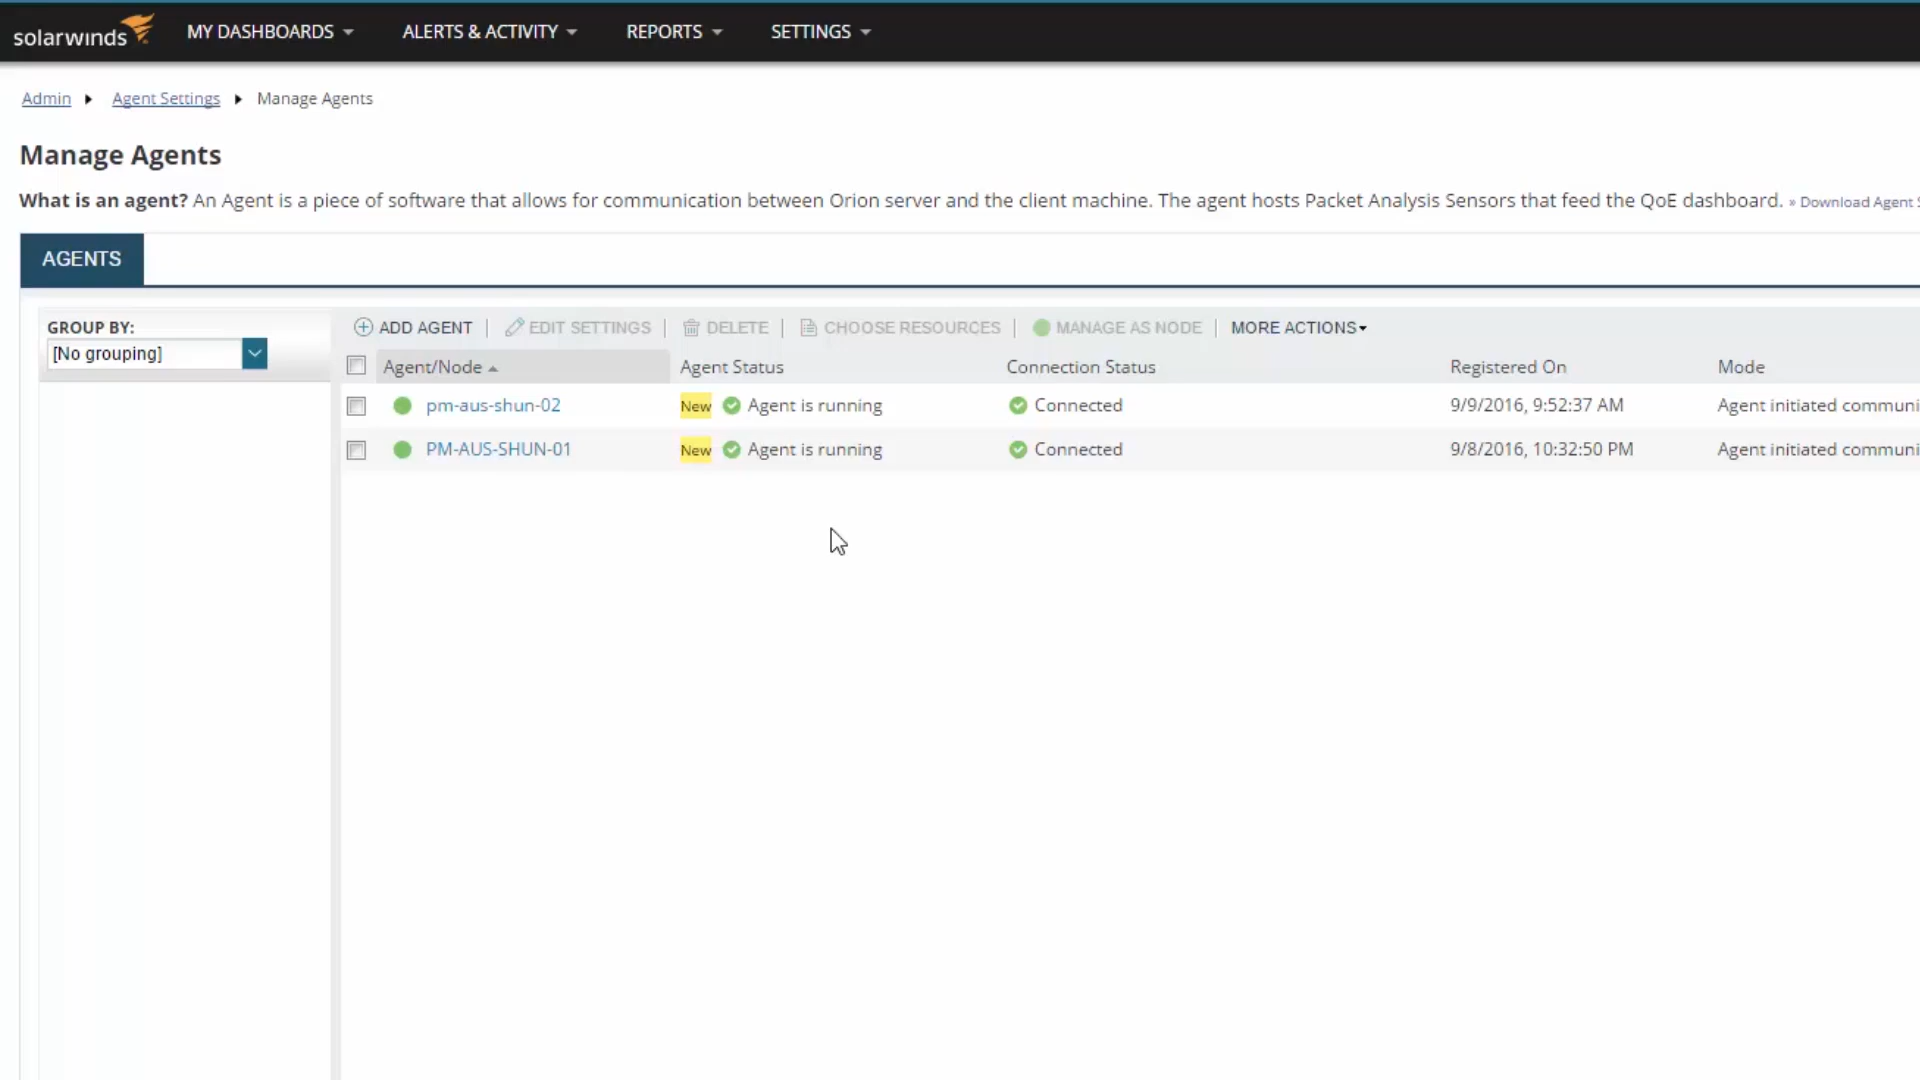 solarwinds MY DASHBOARDS ALERTS & ACTIVITY REPORTS SETTINGS
Admin Agent Settings Manage Agents
Manage Agents
What is an agent? An Agent is a piece of software that allows for communication between Orion server and the client machine. The agent hosts Packet Analysis Sensors that feed the QoE dashboard. » Download Agent S
AGENTS
GROUP BY:
[No grouping]
ADD AGENT | EDIT SETTINGS | DELETE | CHOOSE RESOURCES | MANAGE AS NODE | MORE ACTIONS
Agent/Node Agent Status Connection Status Registered On Mode
pm-aus-shun-02 New Agent is running Connected 9/9/2016, 9:52:37 AM Agent initiated communi
PM-AUS-SHUN-01 New Agent is running Connected 9/8/2016, 10:32:50 PM Agent initiated communi